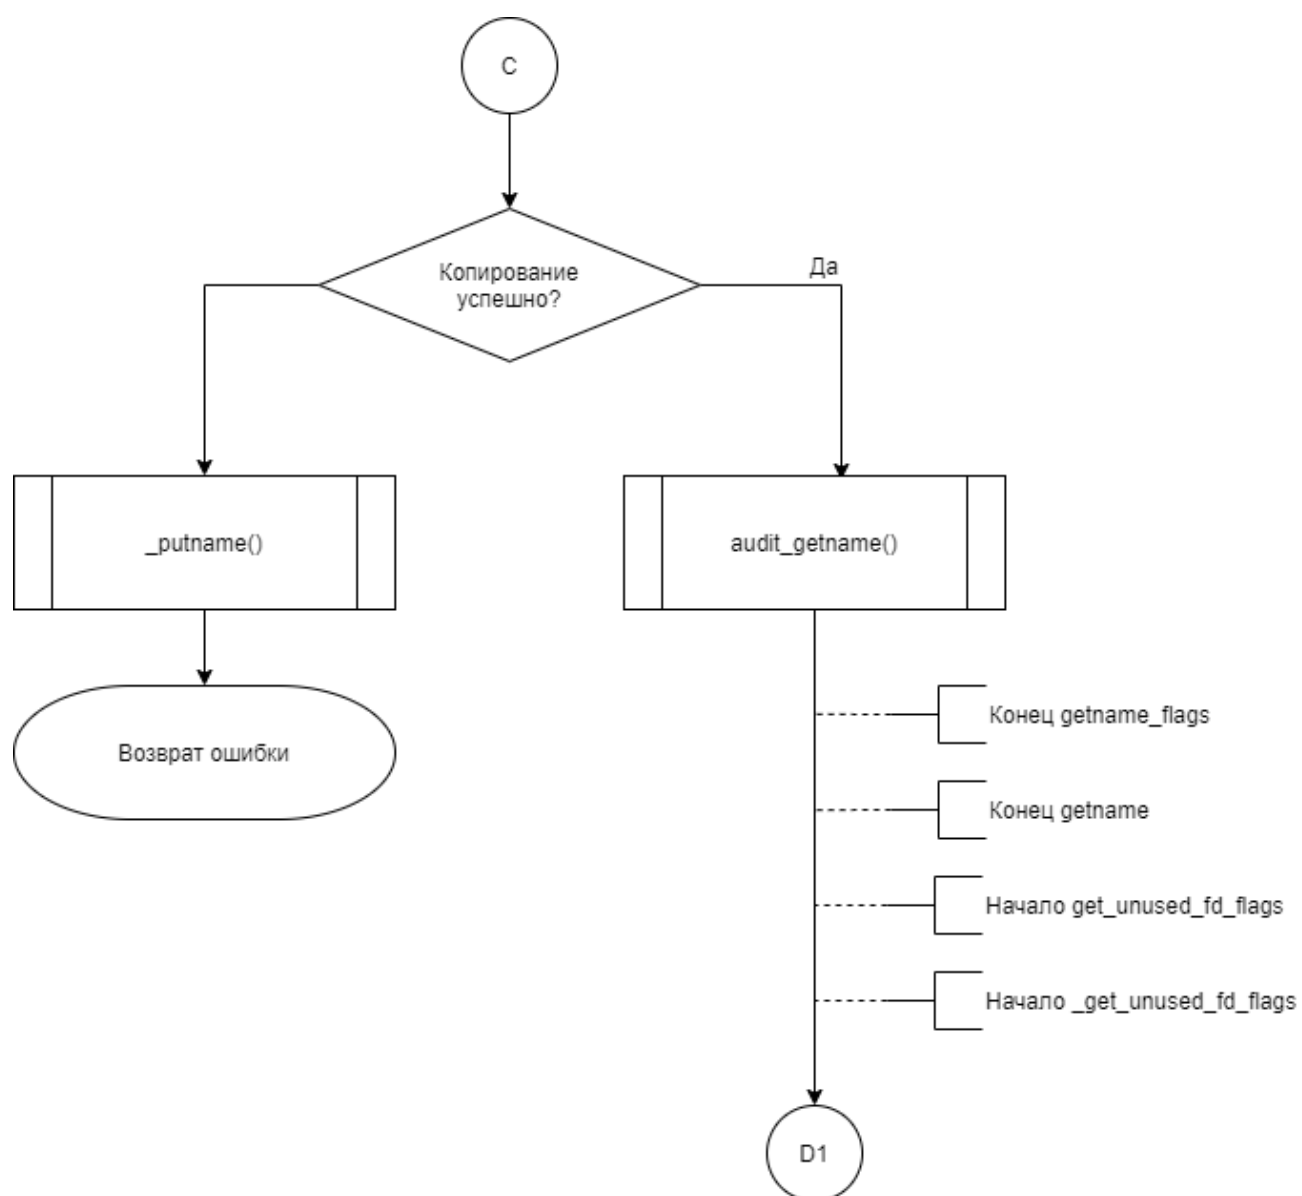 C
Копирование
успешно?
Да
_putname()
audit_getname()
Возврат ошибки
Конец getname_flags
Конец getname
Начало get_unused_fd_flags
Начало _get_unused_fd_flags
D1